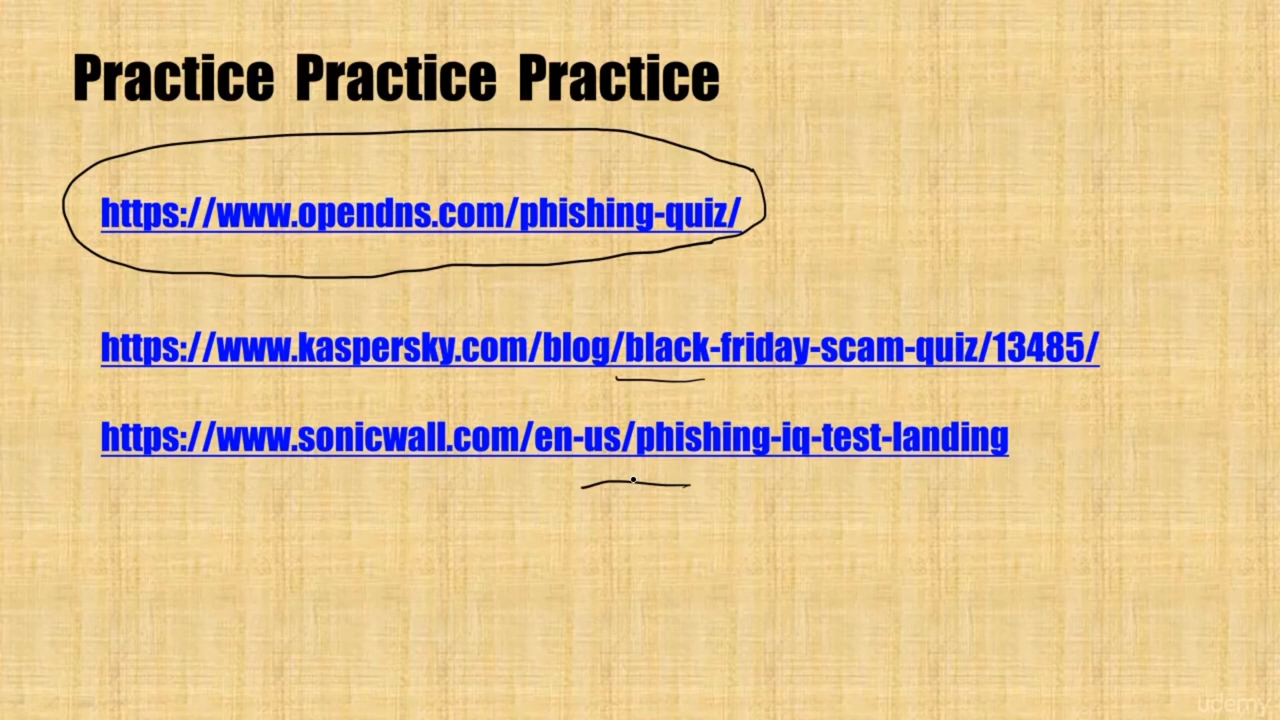 Practice Practice Practice
https://www.opendns.com/phishing-quiz/
https://www.kaspersky.com/blog/black-friday-scam-quiz/13485/
https://www.sonicwall.com/en-us/phishing-iq-test-landing
udemy